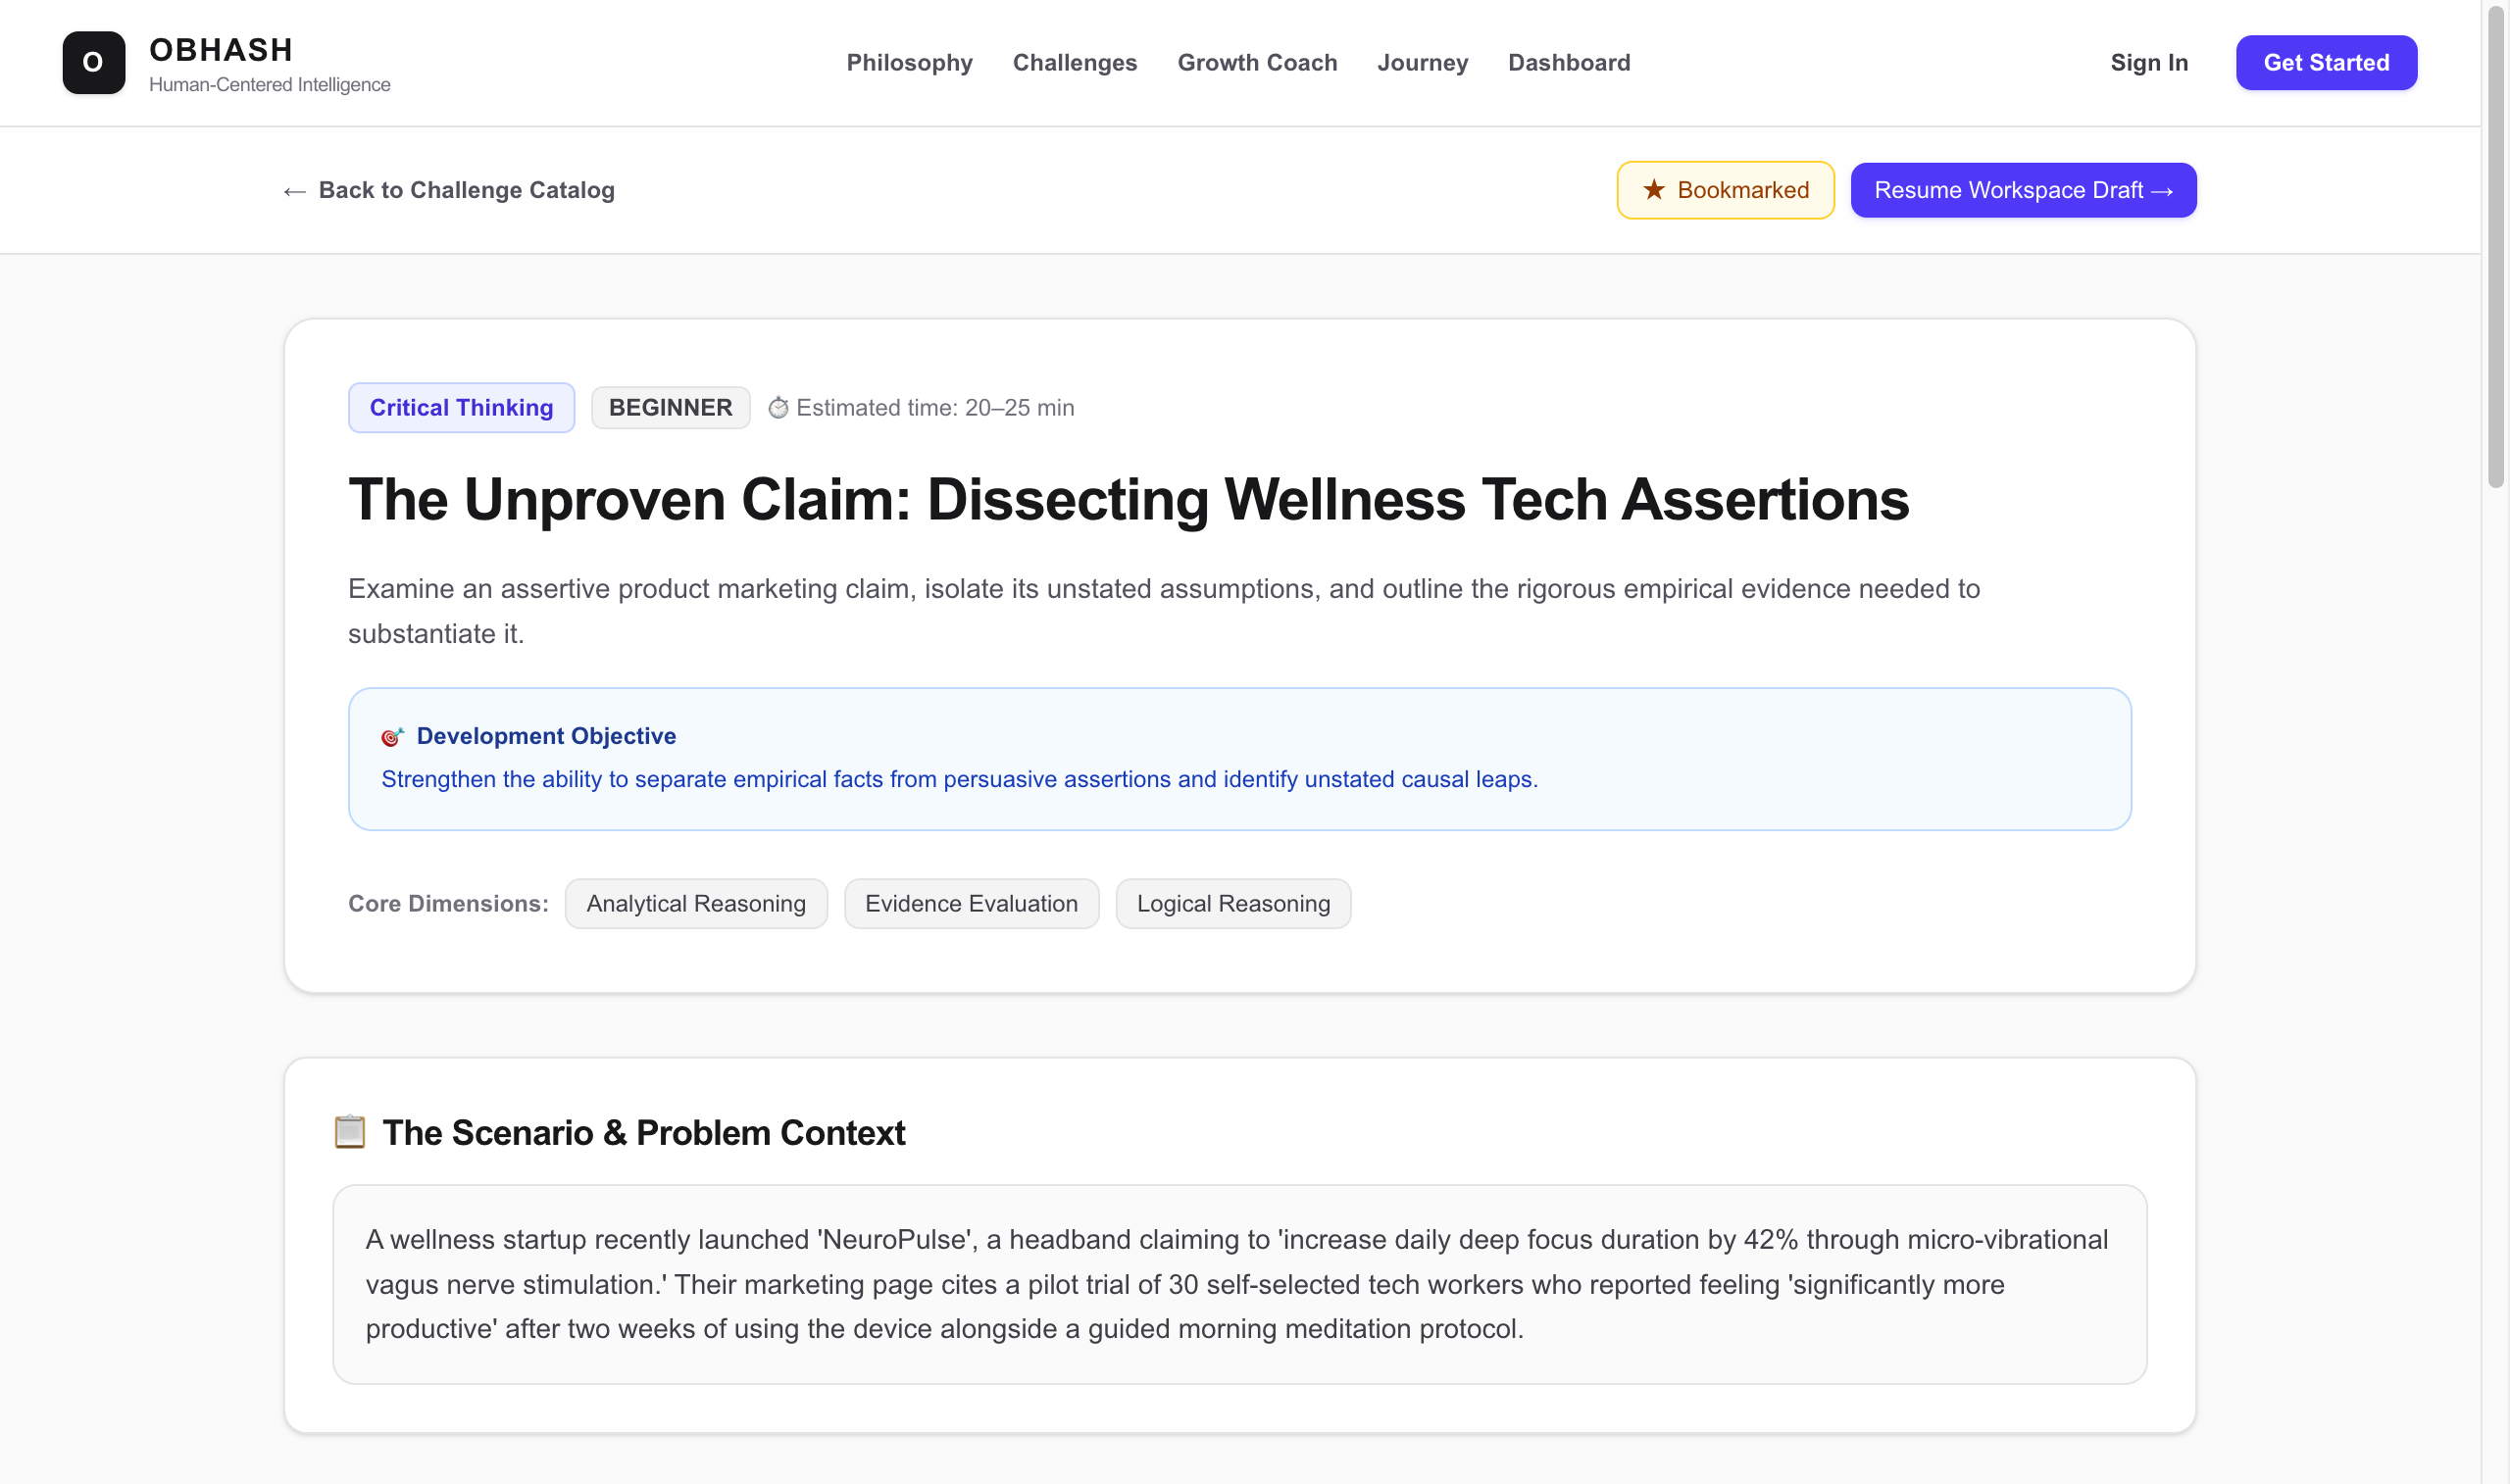 O
OBHASH
Human-Centered Intelligence
Philosophy
Challenges
Growth Coach
Journey
Dashboard
Sign In
Get Started
← Back to Challenge Catalog
★ Bookmarked
Resume Workspace Draft →
Critical Thinking
BEGINNER
⏱ Estimated time: 20–25 min
The Unproven Claim: Dissecting Wellness Tech Assertions
Examine an assertive product marketing claim, isolate its unstated assumptions, and outline the rigorous empirical evidence needed to
substantiate it.
🎯 Development Objective
Strengthen the ability to separate empirical facts from persuasive assertions and identify unstated causal leaps.
Core Dimensions:
Analytical Reasoning
Evidence Evaluation
Logical Reasoning
📋 The Scenario & Problem Context
A wellness startup recently launched 'NeuroPulse', a headband claiming to 'increase daily deep focus duration by 42% through micro-vibrational
vagus nerve stimulation.' Their marketing page cites a pilot trial of 30 self-selected tech workers who reported feeling 'significantly more
productive' after two weeks of using the device alongside a guided morning meditation protocol.